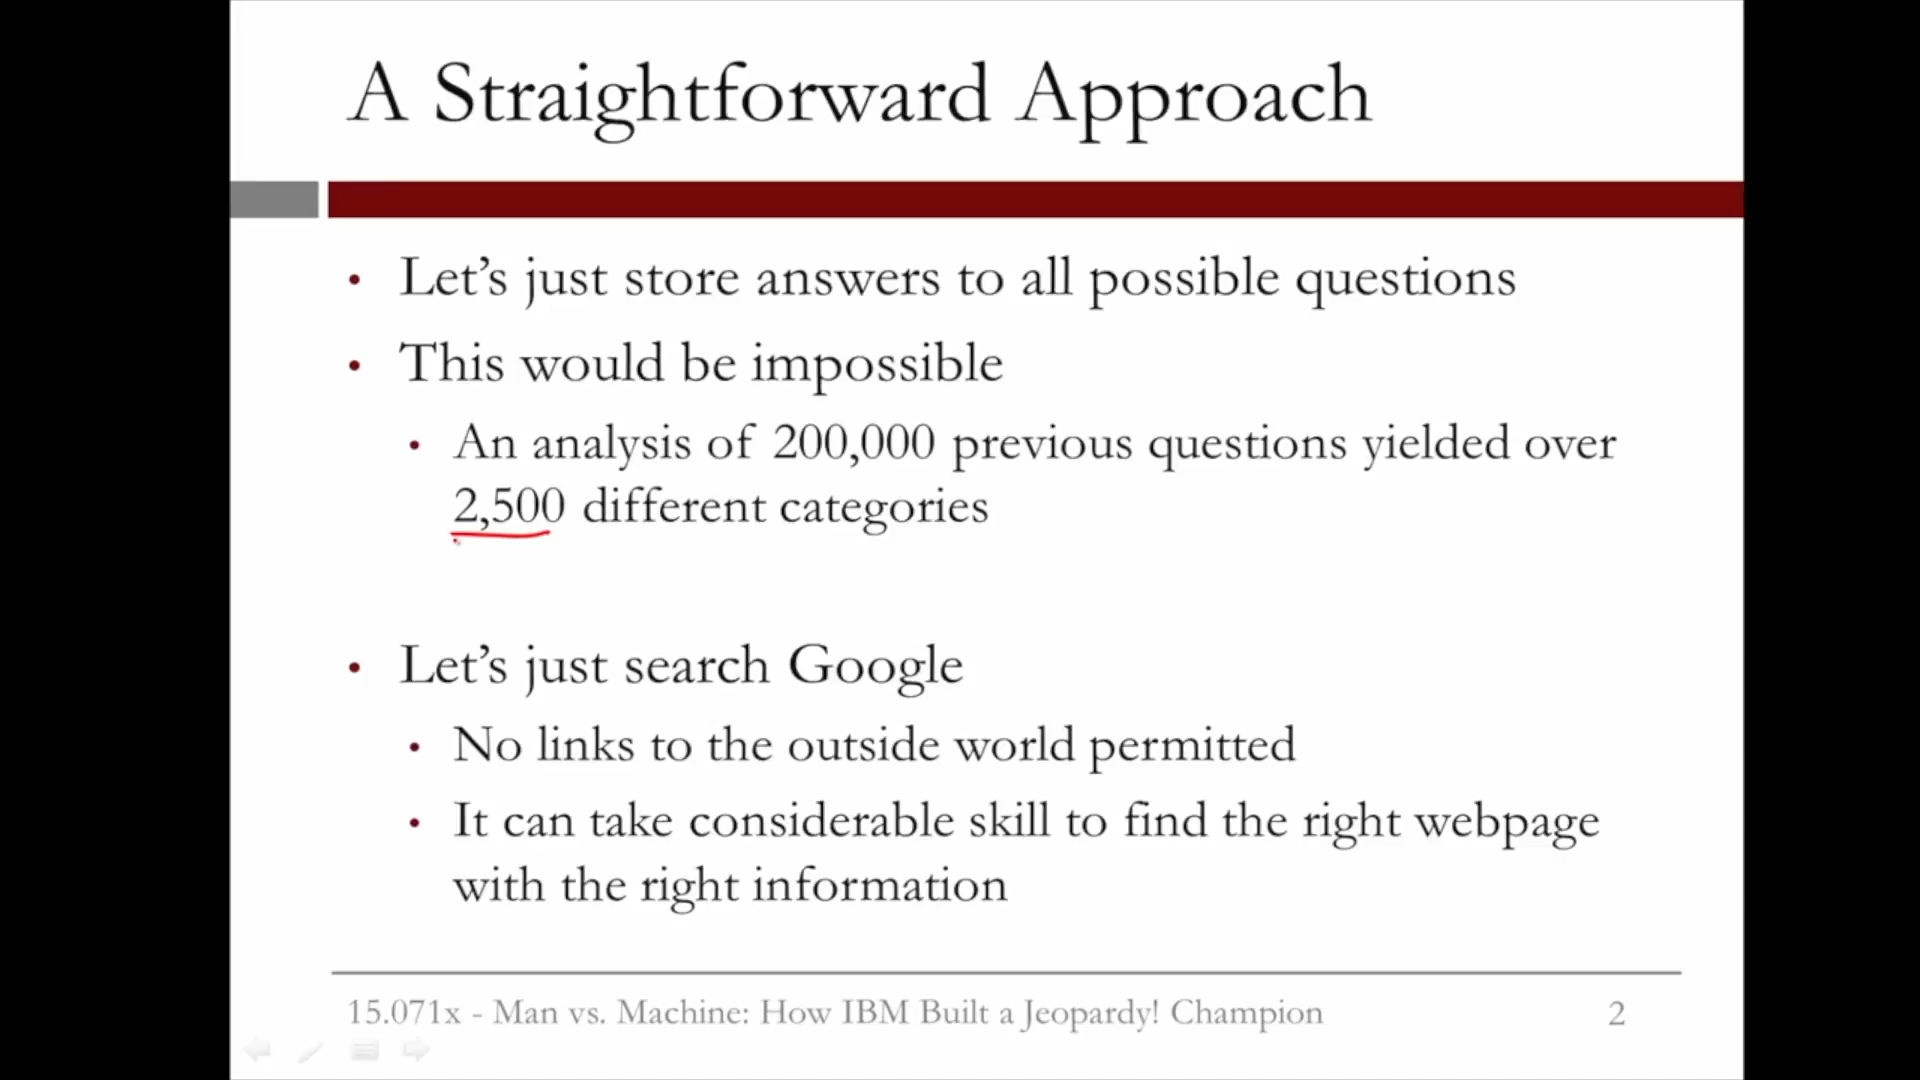 A Straightforward Approach
• Let's just store answers to all possible questions
• This would be impossible
• An analysis of 200,000 previous questions yielded over
2,500 different categories
• Let's just search Google
• No links to the outside world permitted
• It can take considerable skill to find the right webpage
with the right information
15.071x - Man vs. Machine: How IBM Built a Jeopardy! Champion 2